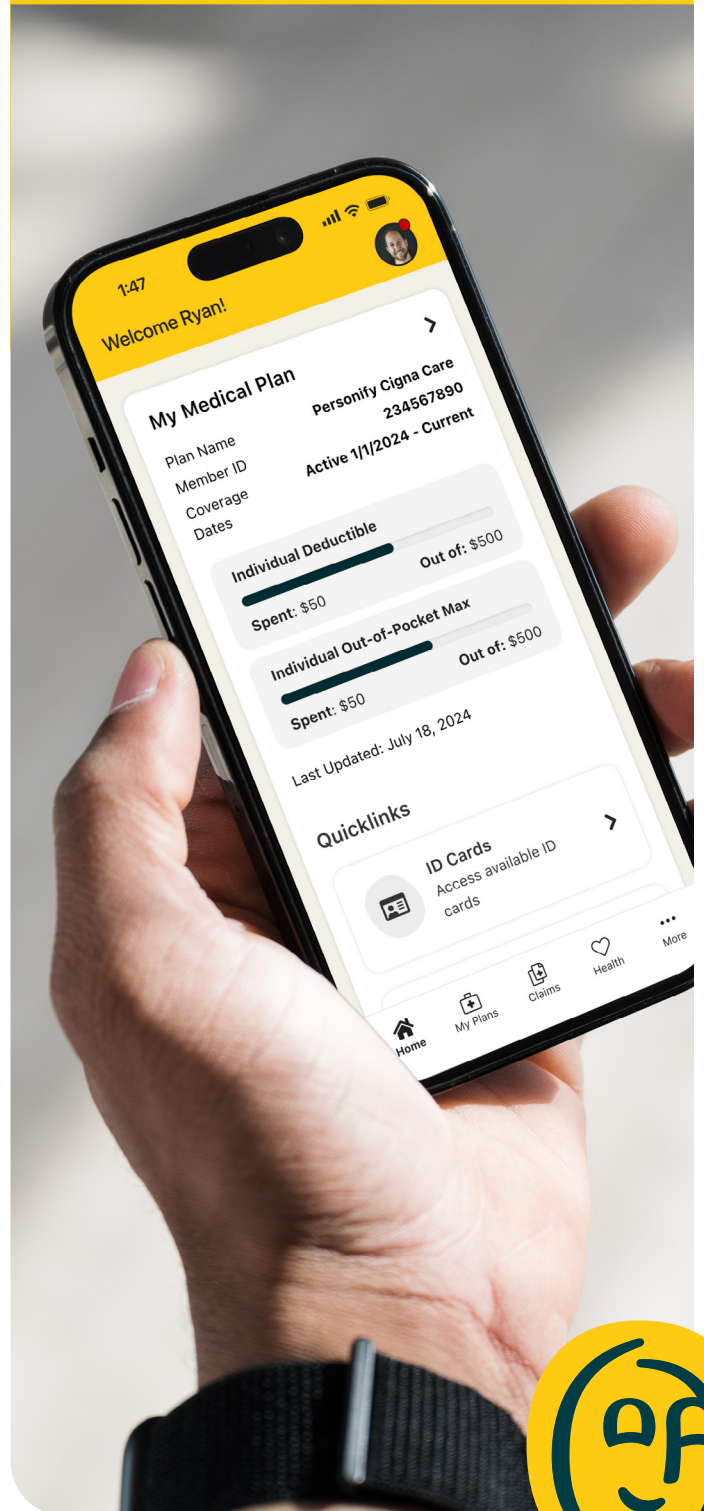 1:47
Welcome Ryan!
My Medical Plan
Plan Name Personify Cigna Care
Member ID 234567890
Coverage Dates Active 1/1/2024 - Current
Individual Deductible
Spent: $50 Out of: $500
Individual Out-of-Pocket Max
Spent: $50 Out of: $500
Last Updated: July 18, 2024
Quicklinks
ID Cards
Access available ID
cards
Home My Plans Claims Health More